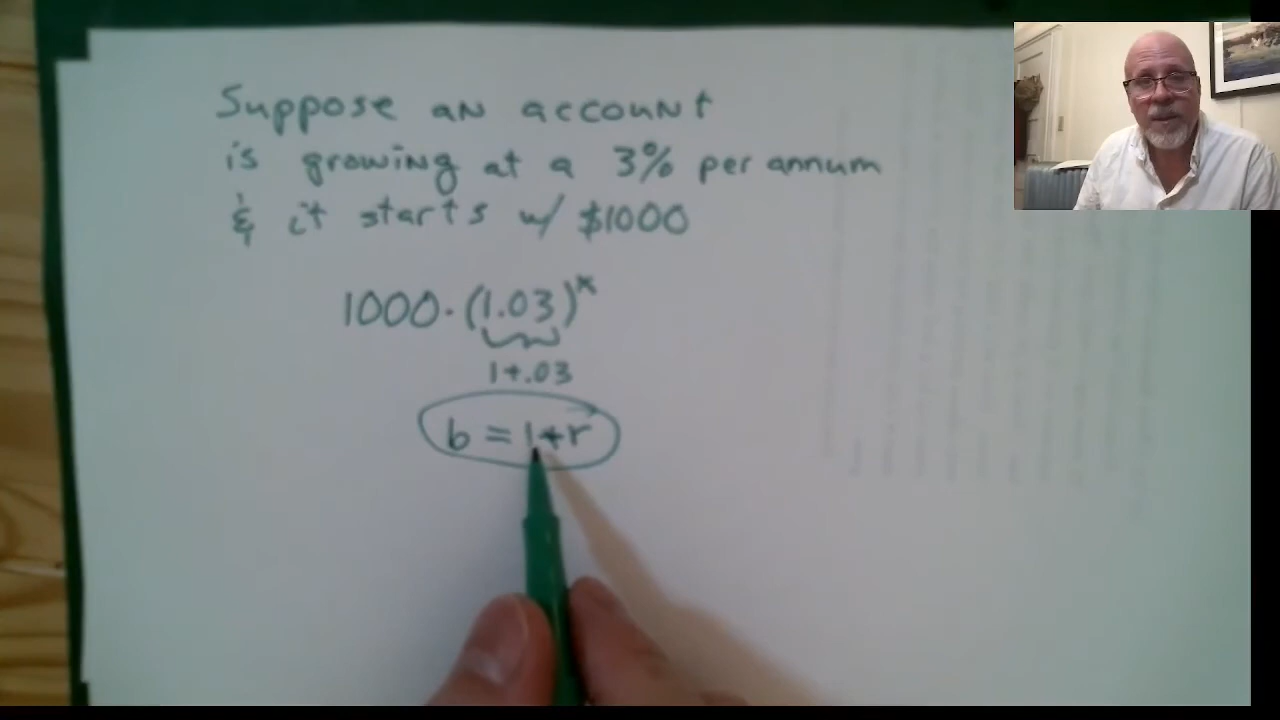 Suppose an account
is growing at a 3% per annum
& it starts w/ $1000
1000·(1.03)^x
1+.03
b = 1+r